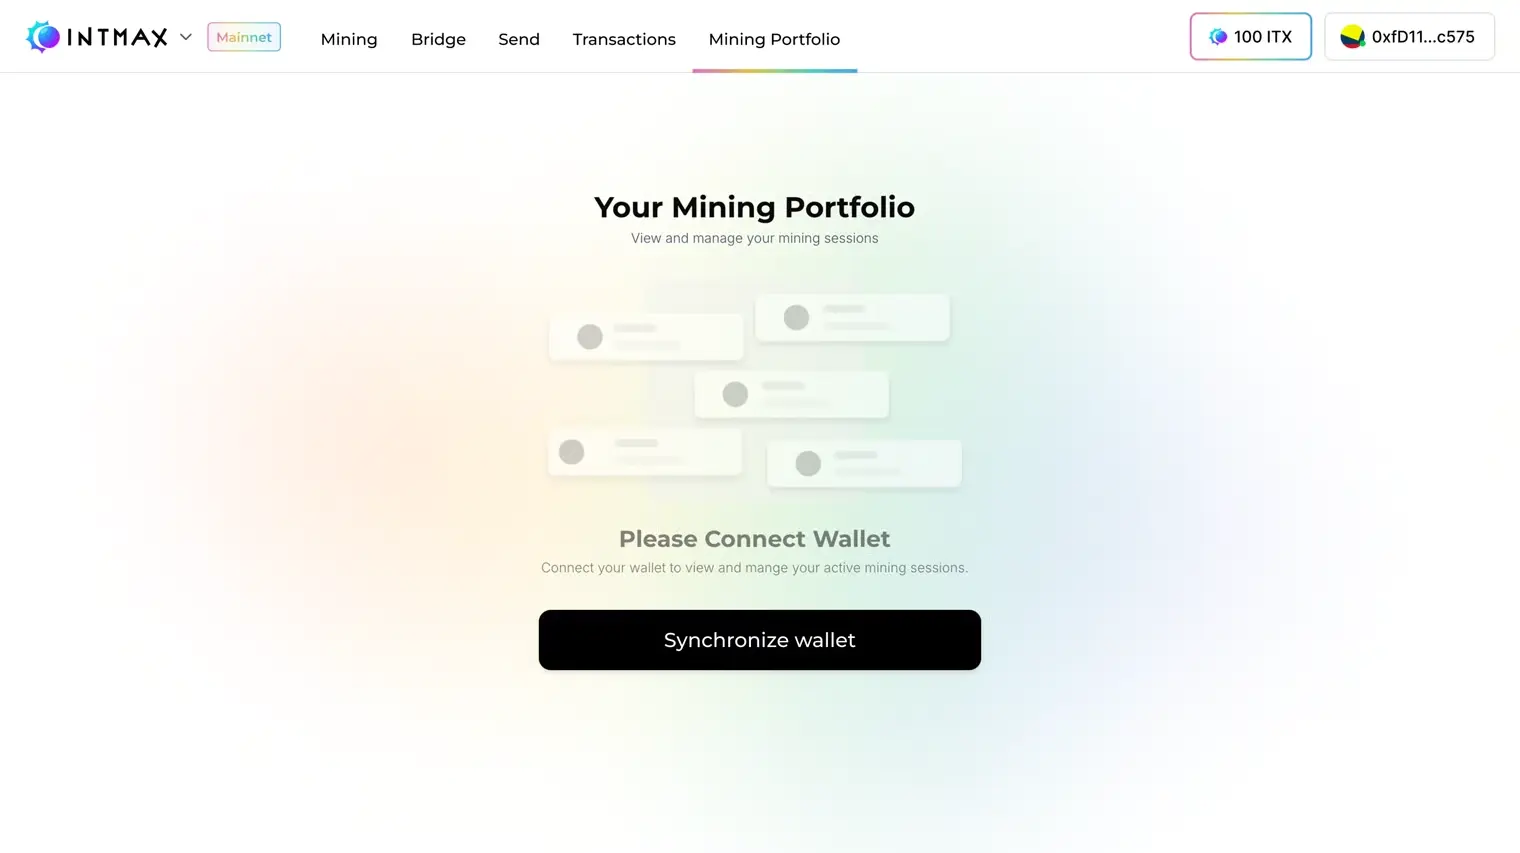 INTMAX
Mainnet
Mining
Bridge
Send
Transactions
Mining Portfolio
100 ITX
0xfD11...c575
Your Mining Portfolio
View and manage your mining sessions
Please Connect Wallet
Connect your wallet to view and mange your active mining sessions.
Synchronize wallet